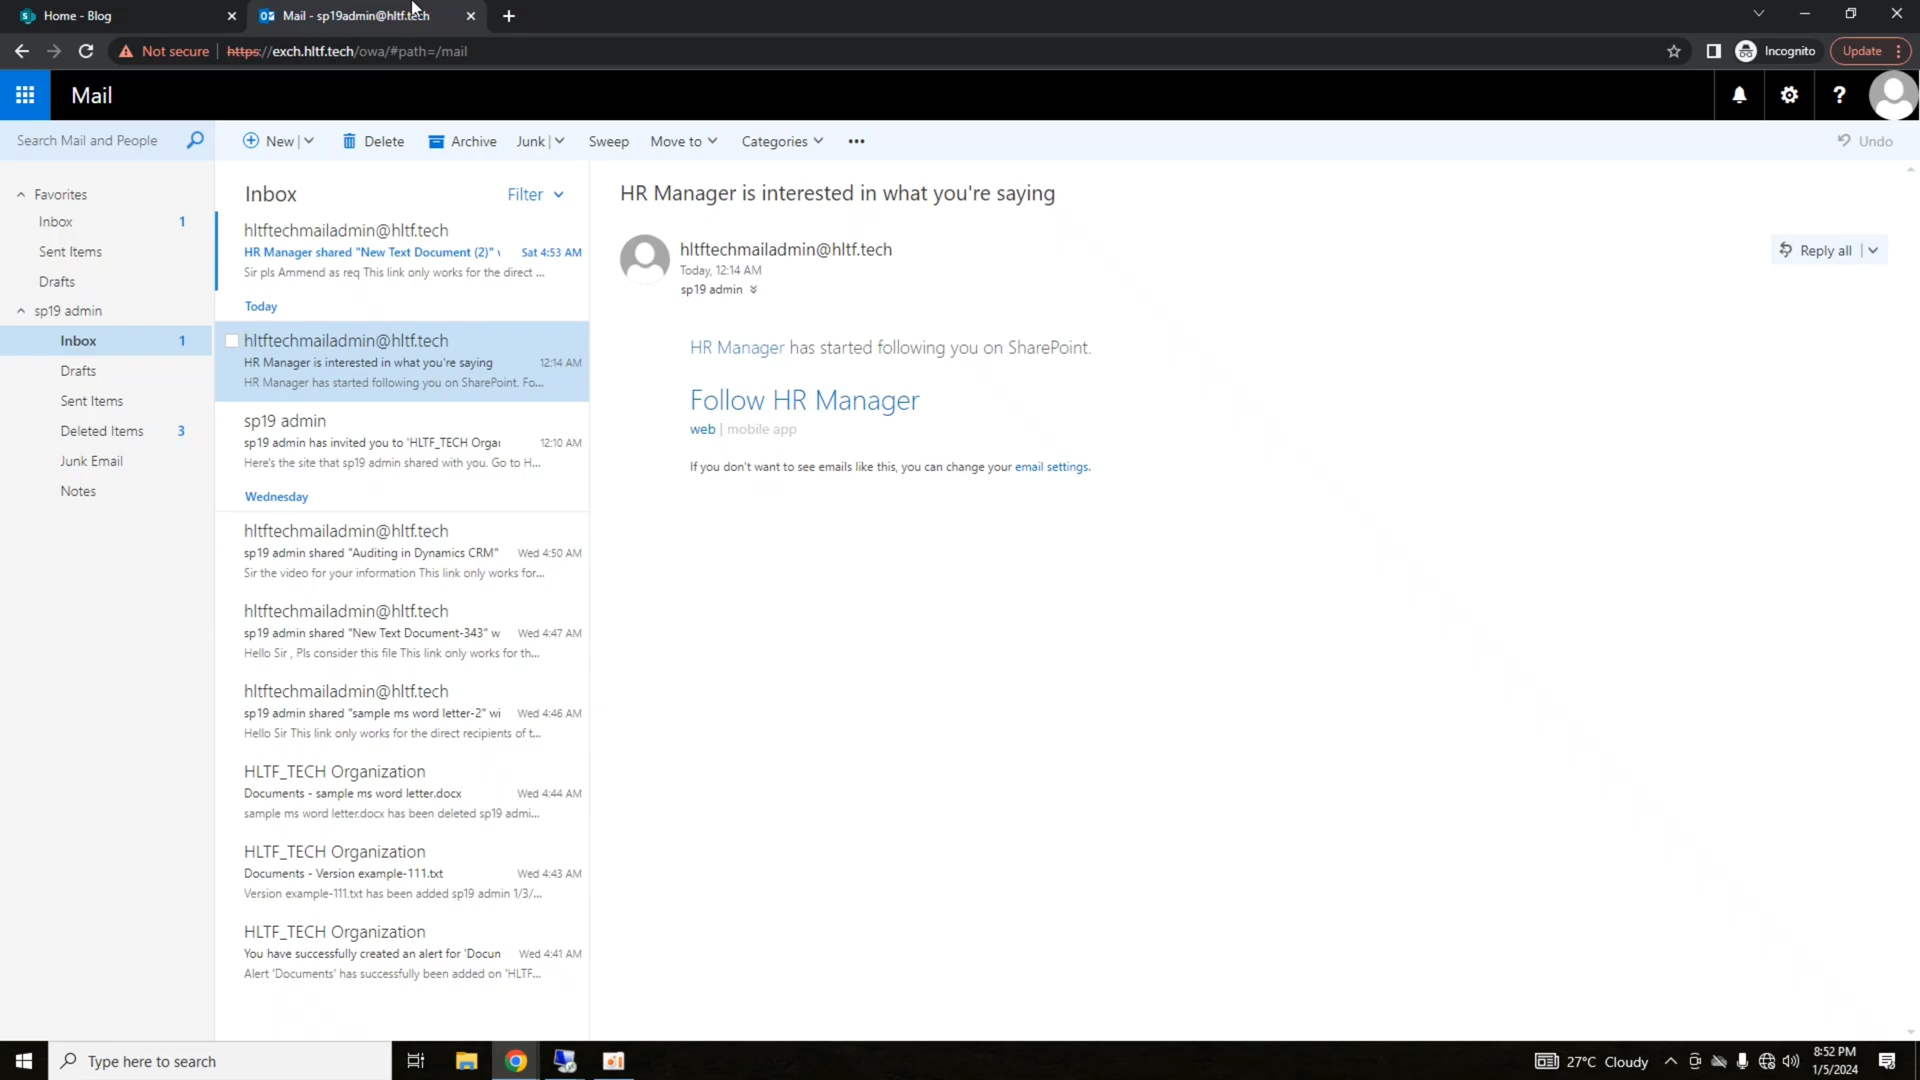 Home - Blog
Mail - sp19admin@hltf.tech
Not secure
https://exch.hltf.tech/owa/#path=/mail
Incognito
Update
Mail
Search Mail and People
New
Delete
Archive
Junk
Sweep
Move to
Categories
Undo
Favorites
Inbox 1
Sent Items
Drafts
sp19 admin
Inbox 1
Drafts
Sent Items
Deleted Items 3
Junk Email
Notes
Inbox
Filter
hltftechmailadmin@hltf.tech
HR Manager shared "New Text Document (2)" Sat 4:53 AM
Sir pls Ammend as req This link only works for the direct ...
Today
hltftechmailadmin@hltf.tech
HR Manager is interested in what you're saying 12:14 AM
HR Manager has started following you on SharePoint. Fo...
sp19 admin
sp19 admin has invited you to 'HLTF_TECH Orga 12:10 AM
Here's the site that sp19 admin shared with you. Go to H...
Wednesday
hltftechmailadmin@hltf.tech
sp19 admin shared "Auditing in Dynamics CRM" Wed 4:50 AM
Sir the video for your information This link only works for...
hltftechmailadmin@hltf.tech
sp19 admin shared "New Text Document-343" w Wed 4:47 AM
Hello Sir , Pls consider this file This link only works for th...
hltftechmailadmin@hltf.tech
sp19 admin shared "sample ms word letter-2" wi Wed 4:46 AM
Hello Sir This link only works for the direct recipients of t...
HLTF_TECH Organization
Documents - sample ms word letter.docx Wed 4:44 AM
sample ms word letter.docx has been deleted sp19 admi...
HLTF_TECH Organization
Documents - Version example-111.txt Wed 4:43 AM
Version example-111.txt has been added sp19 admin 1/3/...
HLTF_TECH Organization
You have successfully created an alert for 'Docun Wed 4:41 AM
Alert 'Documents' has successfully been added on 'HLTF...
HR Manager is interested in what you're saying
hltftechmailadmin@hltf.tech
Today, 12:14 AM
sp19 admin
Reply all
HR Manager has started following you on SharePoint.
Follow HR Manager
web | mobile app
If you don't want to see emails like this, you can change your email settings.
Type here to search
27°C Cloudy
8:52 PM
1/5/2024